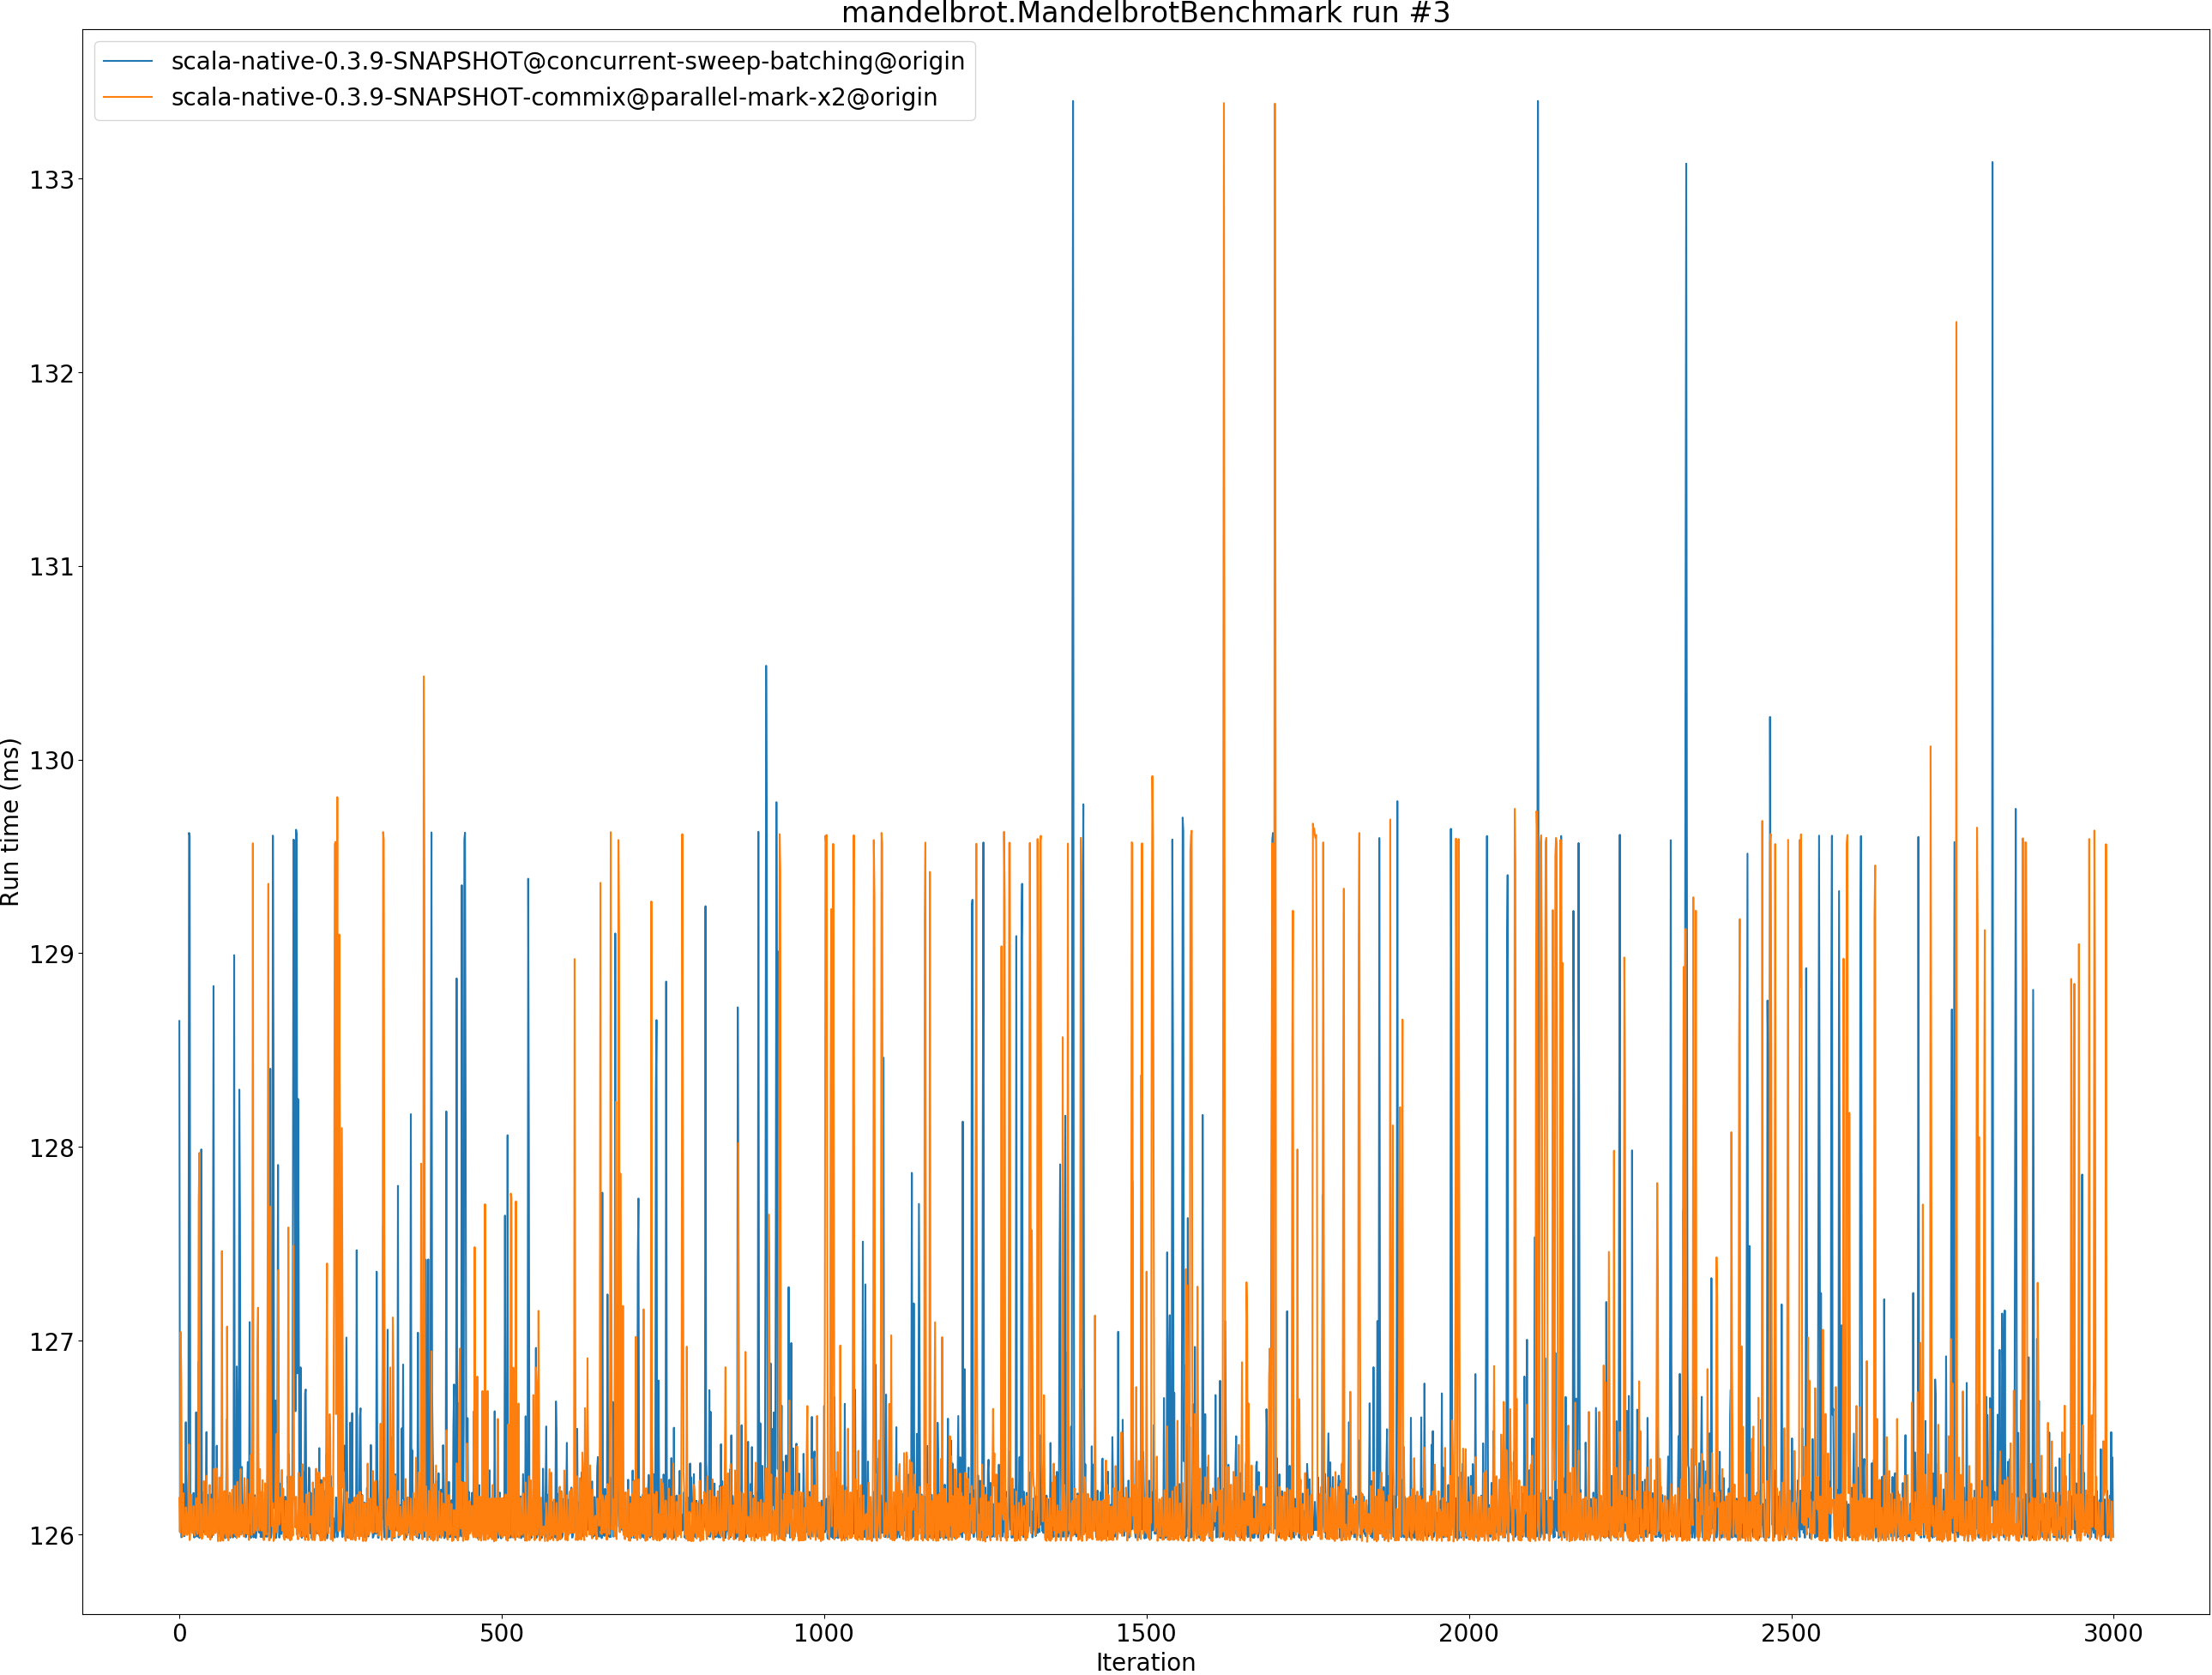 mandelbrot.MandelbrotBenchmark run #3
scala-native-0.3.9-SNAPSHOT@concurrent-sweep-batching@origin
scala-native-0.3.9-SNAPSHOT-commix@parallel-mark-x2@origin
133
132
131
130
129
128
127
126
Run time (ms)
0 500 1000 1500 2000 2500 3000
Iteration